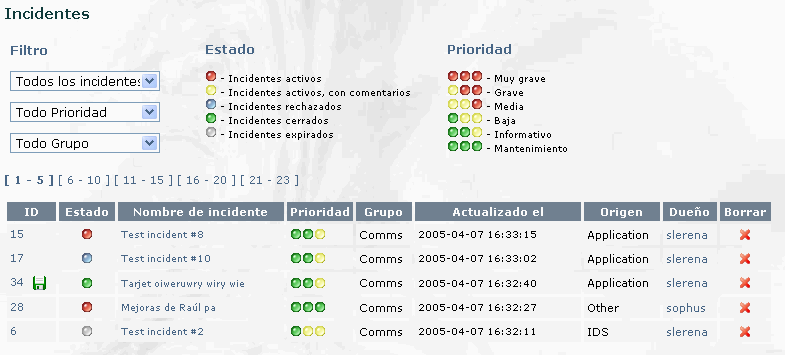 Incidentes
Filtro
Todos los incidentes
Todo Prioridad
Todo Grupo
Estado
- Incidentes activos
- Incidentes activos, con comentarios
- Incidentes rechazados
- Incidentes cerrados
- Incidentes expirados
Prioridad
- Muy grave
- Grave
- Media
- Baja
- Informativo
- Mantenimiento
[ 1 - 5 ] [ 6 - 10 ] [ 11 - 15 ] [ 16 - 20 ] [ 21 - 23 ]
ID Estado Nombre de incidente Prioridad Grupo Actualizado el Origen Dueño Borrar
15 Test incident #8 Comms 2005-04-07 16:33:15 Application slerena
17 Test incident #10 Comms 2005-04-07 16:33:02 Application slerena
34 Tarjet oiweruwry wiry wie Comms 2005-04-07 16:32:40 Application slerena
28 Mejoras de Raúl pa Comms 2005-04-07 16:32:27 Other sophus
6 Test incident #2 Comms 2005-04-07 16:32:11 IDS slerena